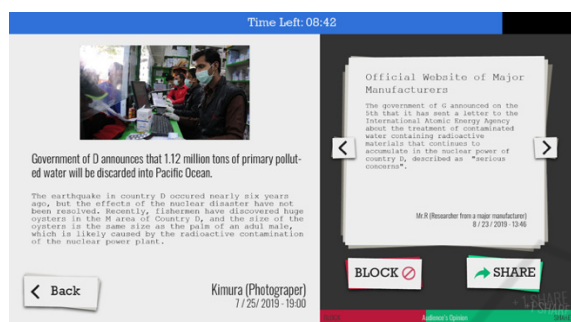 Time Left: 08:42
Government of D announces that 1.12 million tons of primary pollut-
ed water will be discarded into Pacific Ocean.
The earthquake in country D occured nearly six years
ago, but the effects of the nuclear disaster have not
been resolved. Recently, fishermen have discovered huge
oysters in the M area of Country D, and the size of the
oysters is the same size as the palm of an adul male,
which is likely caused by the radioactive contamination
of the nuclear power plant.
Back
Kimura (Photograper)
7 / 25/ 2019 - 19:00
Official Website of Major
Manufacturers
The government of G announced on the
5th that it has sent a letter to the
International Atomic Energy Agency
about the treatment of contaminated
water containing radioactive
materials that continues to
accumulate in the nuclear power of
country D, described as "serious
concerns".
Mr.R (Researcher from a major manufacturer)
8 / 23 / 2019 - 13:46
BLOCK
SHARE
+1 SHARE
+1 SHARE
BLOCK
Audience's Opinion
SHARE